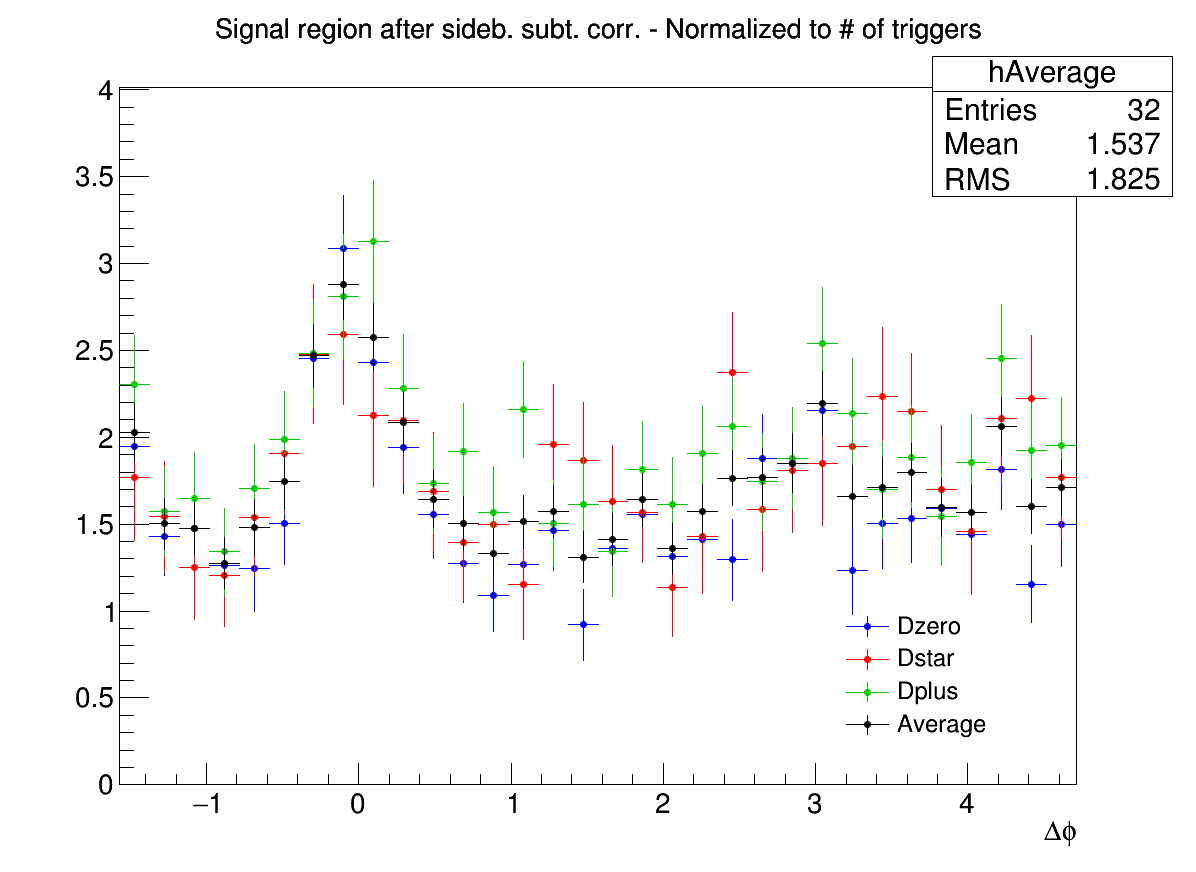 Signal region after sideb. subt. corr. - Normalized to # of triggers
hAverage
Entries 32
Mean 1.537
RMS 1.825
4
3.5
3
2.5
2
1.5
1
0.5
0
Dzero
Dstar
Dplus
Average
−1 0 1 2 3 4
Δϕ